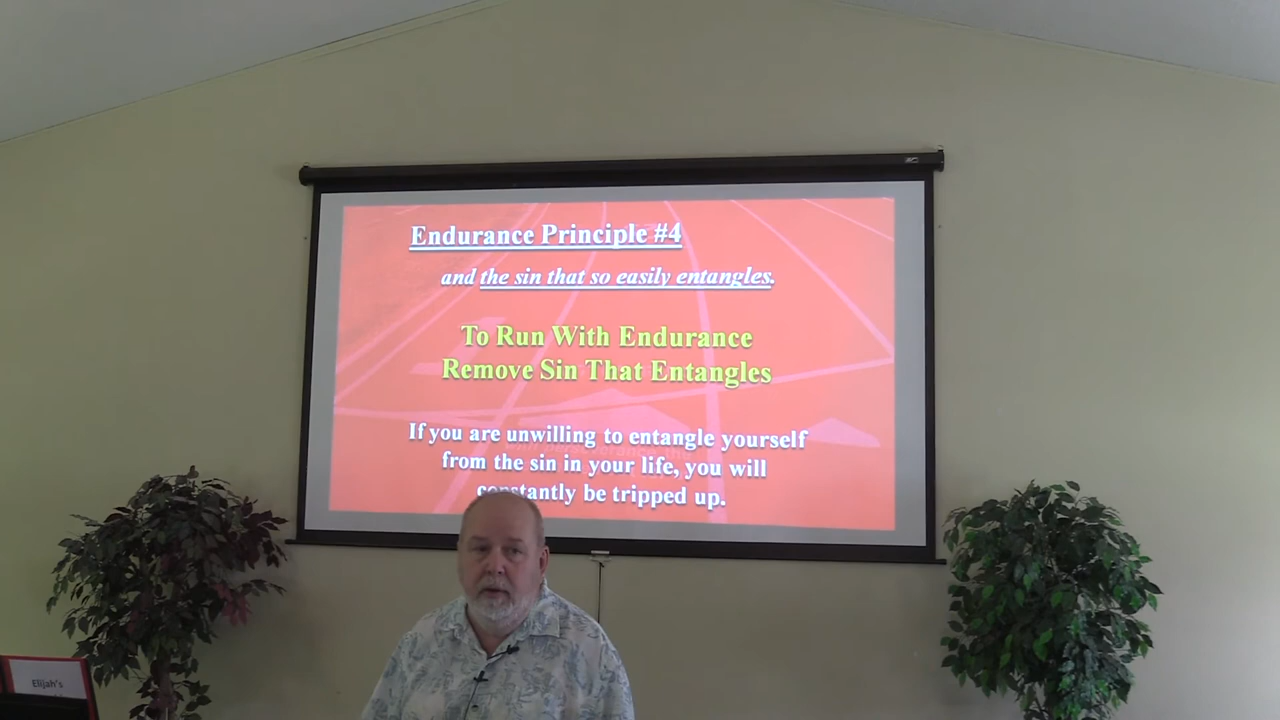 Endurance Principle #4
and the sin that so easily entangles.
To Run With Endurance
Remove Sin That Entangles
If you are unwilling to entangle yourself
from the sin in your life, you will
constantly be tripped up.
Elijah's